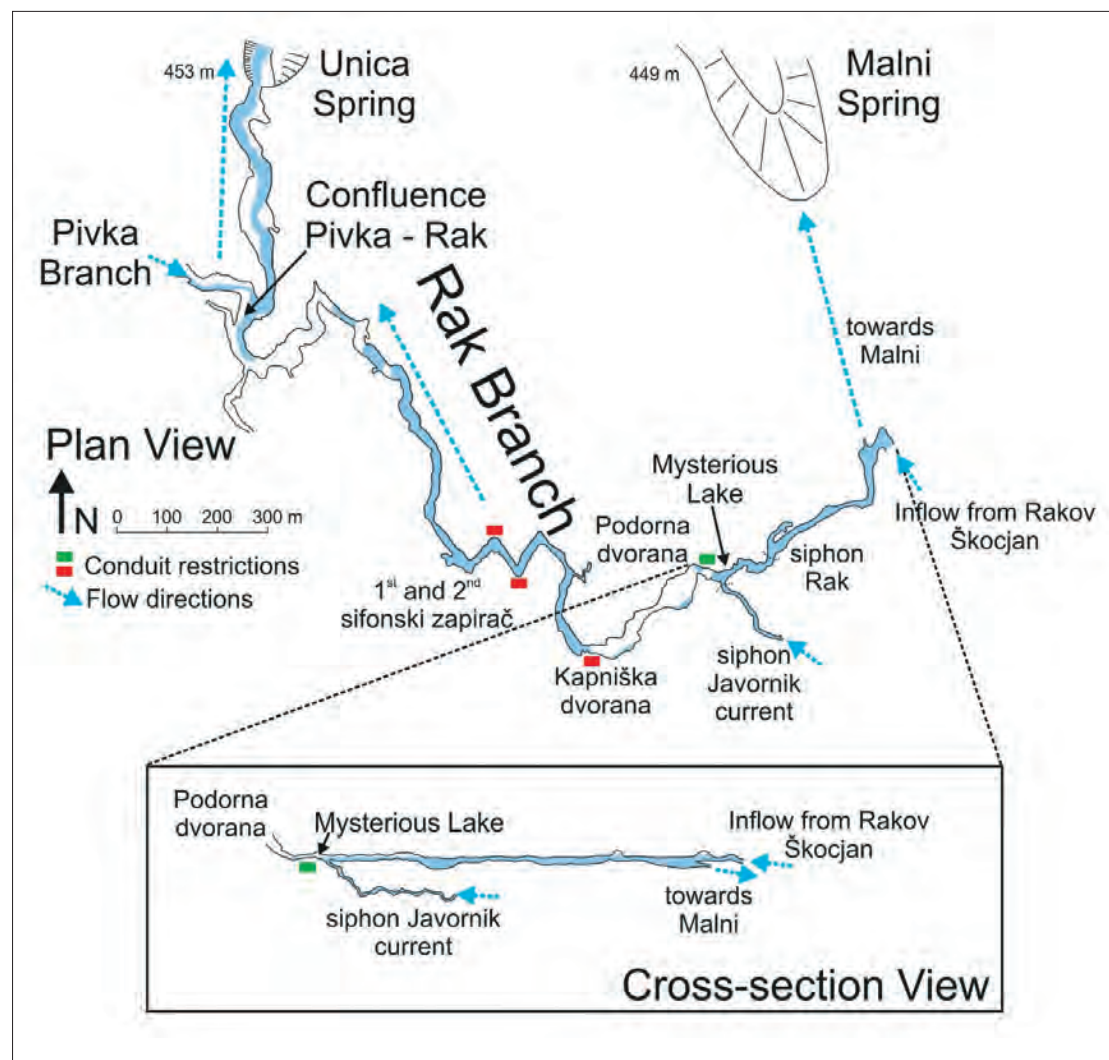 453 m
Unica
Spring
449 m
Malni
Spring
Confluence
Pivka - Rak
Pivka
Branch
Rak Branch
towards
Malni
Plan View
N
0 100 200 300 m
Conduit restrictions
Flow directions
Mysterious
Lake
Podorna
dvorana
Inflow from Rakov
Škocjan
siphon
Rak
1st and 2nd
sifonski zapirač
Kapniška
dvorana
siphon
Javornik
current
Podorna
dvorana
Mysterious Lake
Inflow from Rakov
Škocjan
siphon Javornik
current
towards
Malni
Cross-section View